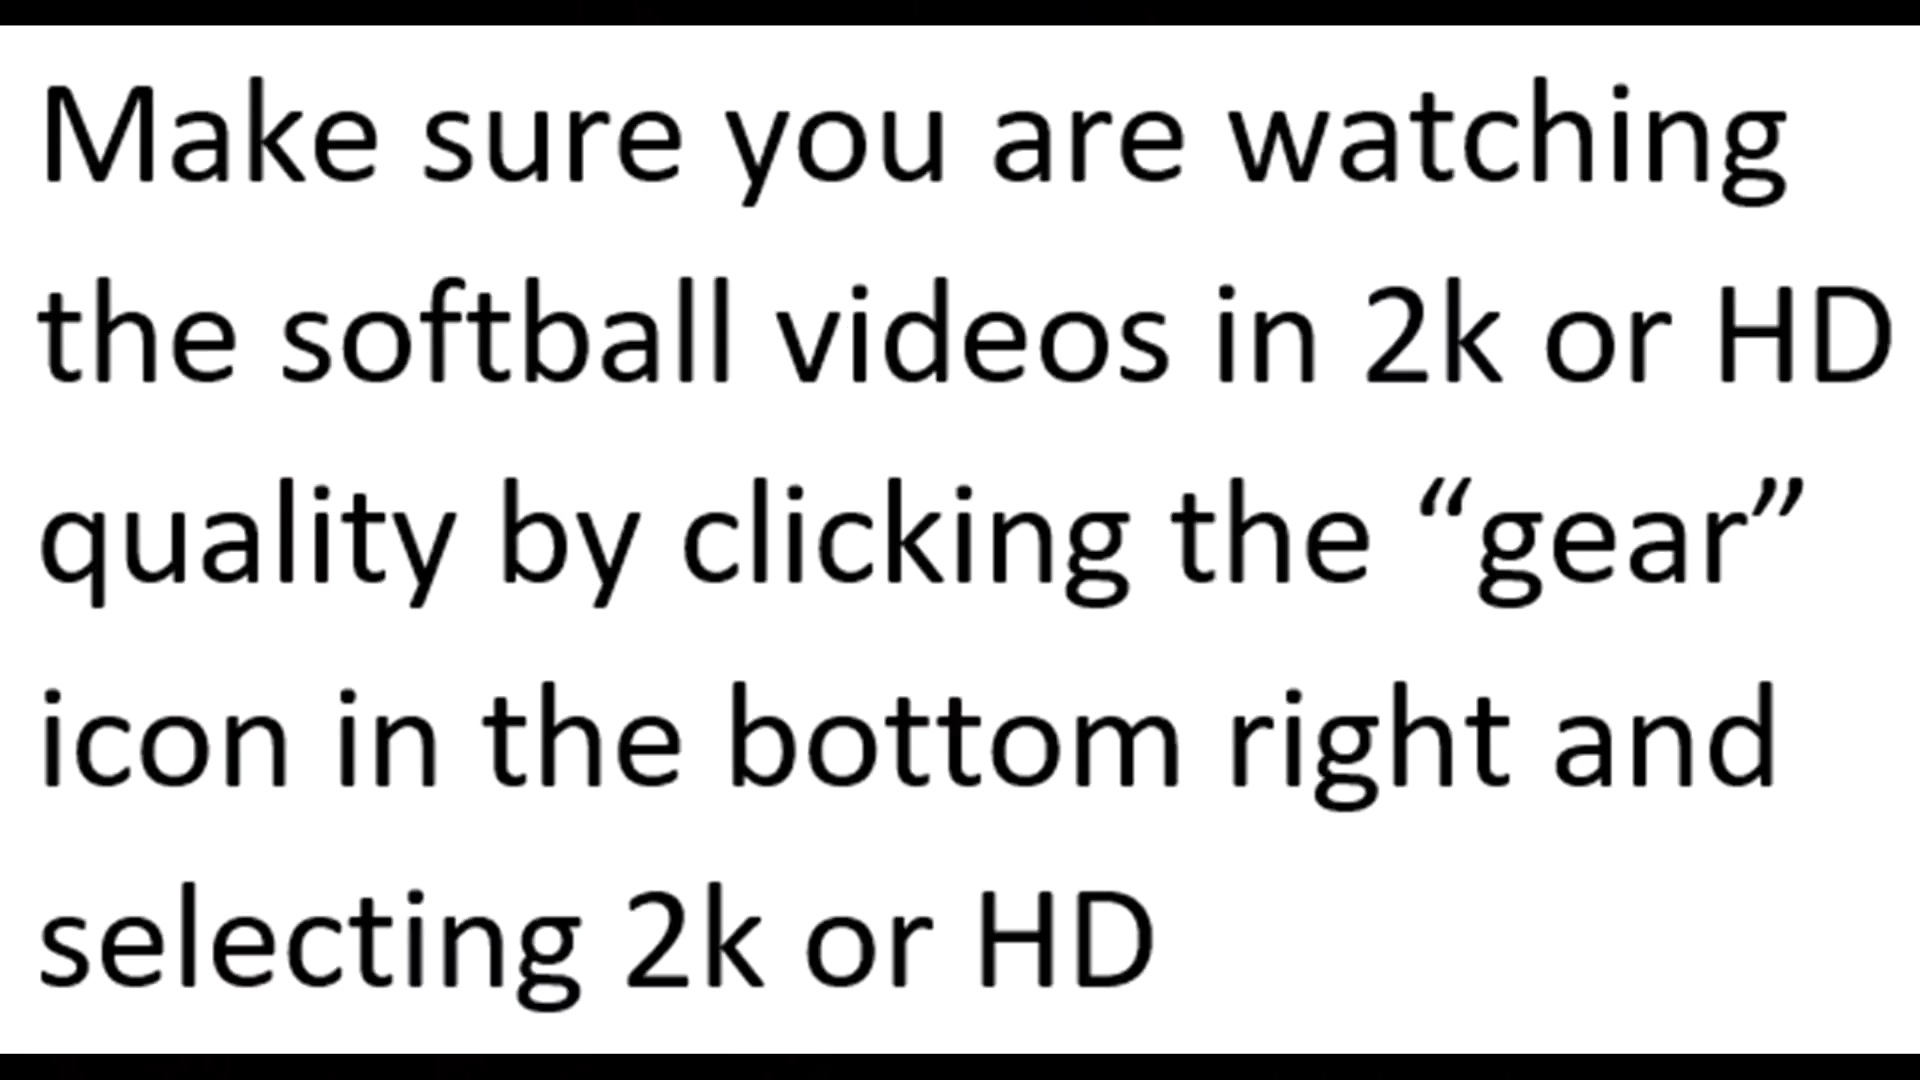 Make sure you are watching
the softball videos in 2k or HD
quality by clicking the “gear”
icon in the bottom right and
selecting 2k or HD